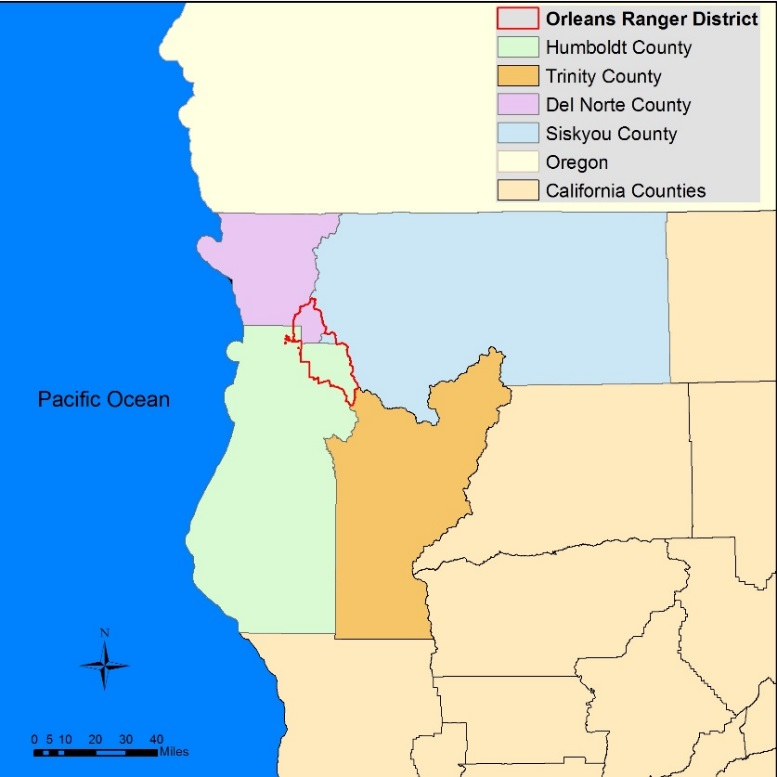 Orleans Ranger District
Humboldt County
Trinity County
Del Norte County
Siskyou County
Oregon
California Counties
Pacific Ocean
N
0 5 10 20 30 40
Miles